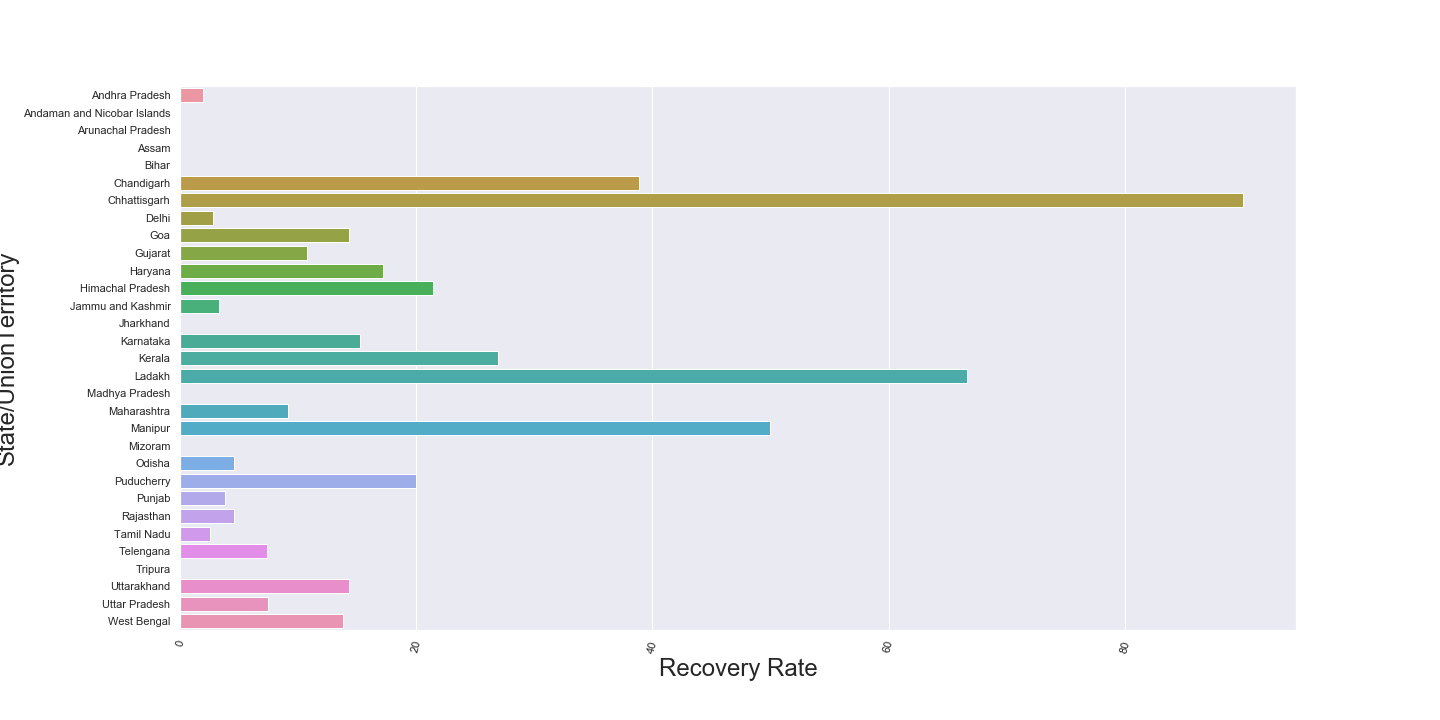 State/UnionTerritory
Andhra Pradesh
Andaman and Nicobar Islands
Arunachal Pradesh
Assam
Bihar
Chandigarh
Chhattisgarh
Delhi
Goa
Gujarat
Haryana
Himachal Pradesh
Jammu and Kashmir
Jharkhand
Karnataka
Kerala
Ladakh
Madhya Pradesh
Maharashtra
Manipur
Mizoram
Odisha
Puducherry
Punjab
Rajasthan
Tamil Nadu
Telengana
Tripura
Uttarakhand
Uttar Pradesh
West Bengal
0 20 40 60 80
Recovery Rate